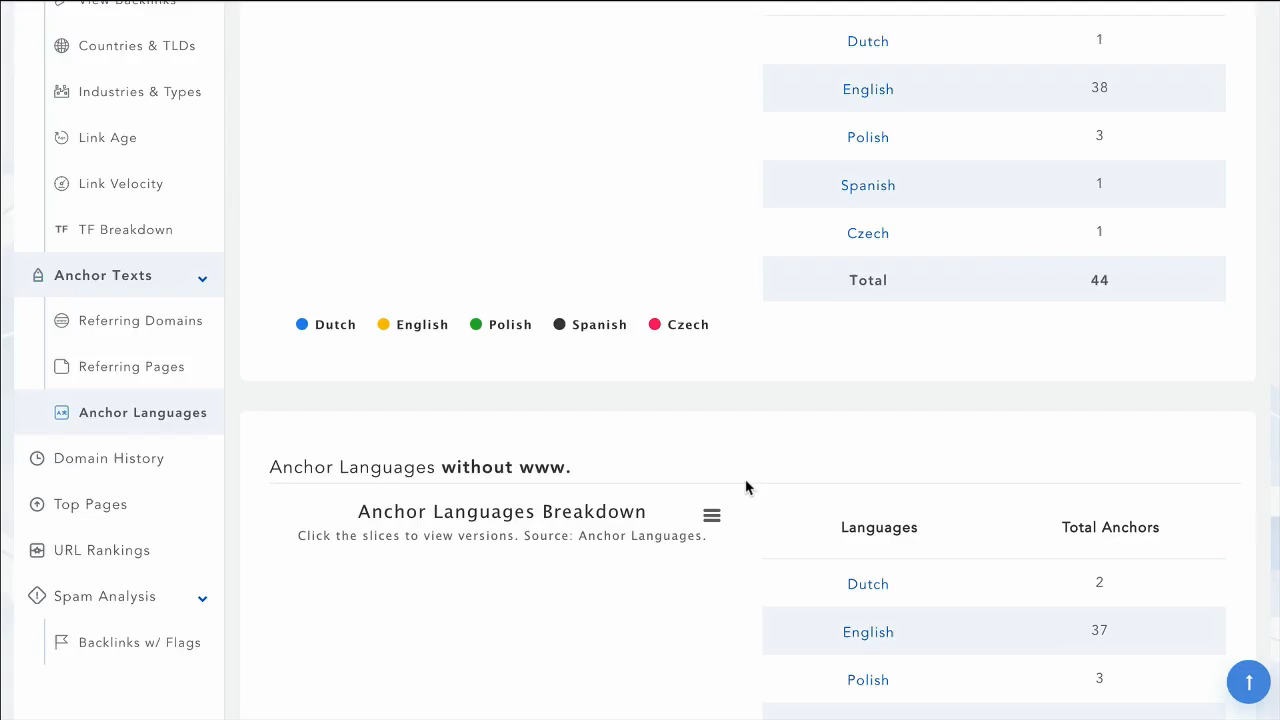 View Backlinks
Countries & TLDs
Industries & Types
Link Age
Link Velocity
TF TF Breakdown
Anchor Texts
Referring Domains
Referring Pages
Anchor Languages
Domain History
Top Pages
URL Rankings
Spam Analysis
Backlinks w/ Flags
Dutch 1
English 38
Polish 3
Spanish 1
Czech 1
Total 44
Dutch English Polish Spanish Czech
Anchor Languages without www.
Anchor Languages Breakdown
Click the slices to view versions. Source: Anchor Languages.
Languages Total Anchors
Dutch 2
English 37
Polish 3